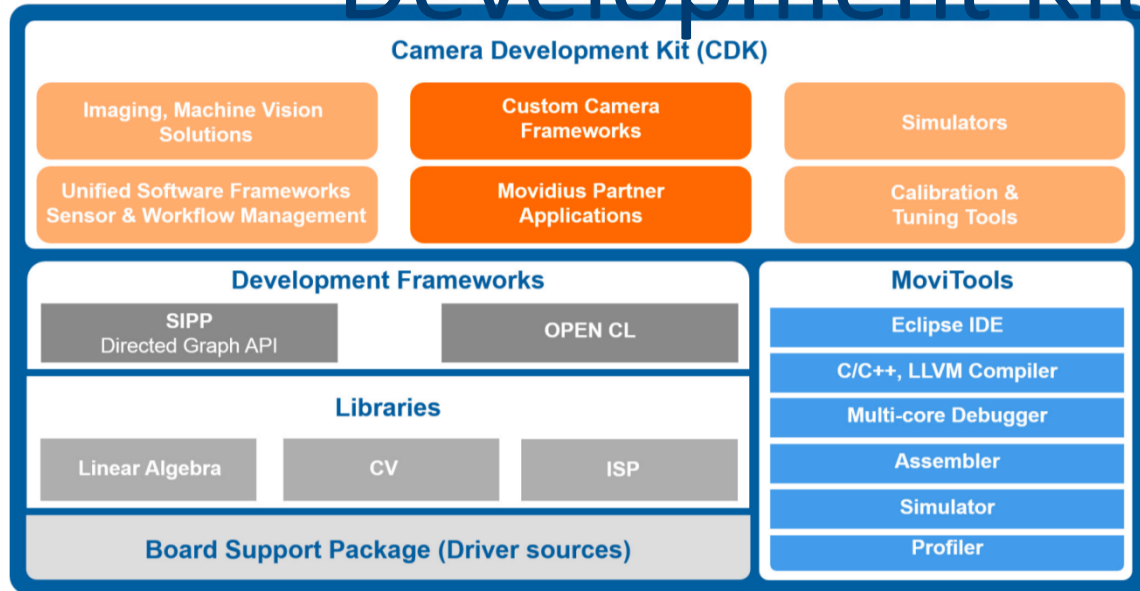 Development Kit
Camera Development Kit (CDK)
Imaging, Machine Vision
Solutions
Custom Camera
Frameworks
Simulators
Unified Software Frameworks
Sensor & Workflow Management
Movidius Partner
Applications
Calibration &
Tuning Tools
Development Frameworks
SIPP
Directed Graph API
OPEN CL
Libraries
Linear Algebra
CV
ISP
Board Support Package (Driver sources)
MoviTools
Eclipse IDE
C/C++, LLVM Compiler
Multi-core Debugger
Assembler
Simulator
Profiler